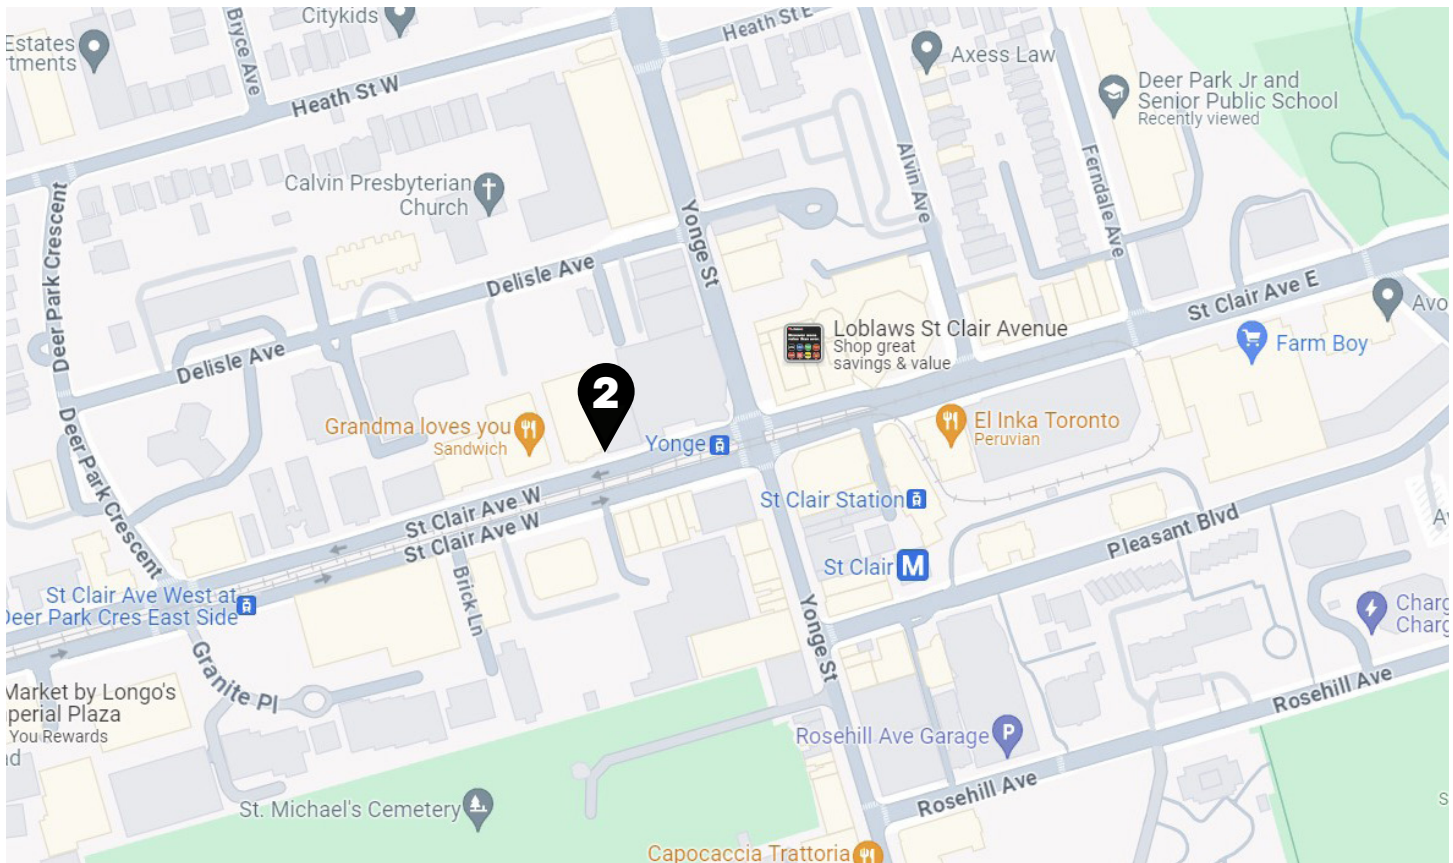 Citykids
Bryce Ave
Heath St E
Estates
rtments
Axess Law
Heath St W
Deer Park Jr and
Senior Public School
Recently viewed
Calvin Presbyterian
Church
Alvin Ave
Ferndale Ave
Deer Park Crescent
Yonge St
Delisle Ave
St Clair Ave E
Avo
Loblaws St Clair Avenue
Shop great
savings & value
Farm Boy
Delisle Ave
2
Grandma loves you
Sandwich
El Inka Toronto
Peruvian
Yonge
Deer Park Crescent
St Clair Ave W
St Clair Ave W
St Clair Station
Pleasant Blvd
Av
St Clair
M
Brick Ln
St Clair Ave West at
Deer Park Cres East Side
Yonge St
Charg
Charg
Granite Pl
Market by Longo's
perial Plaza
You Rewards
nd
Rosehill Ave
Rosehill Ave Garage
P
Rosehill Ave
St. Michael's Cemetery
S
Capocaccia Trattoria